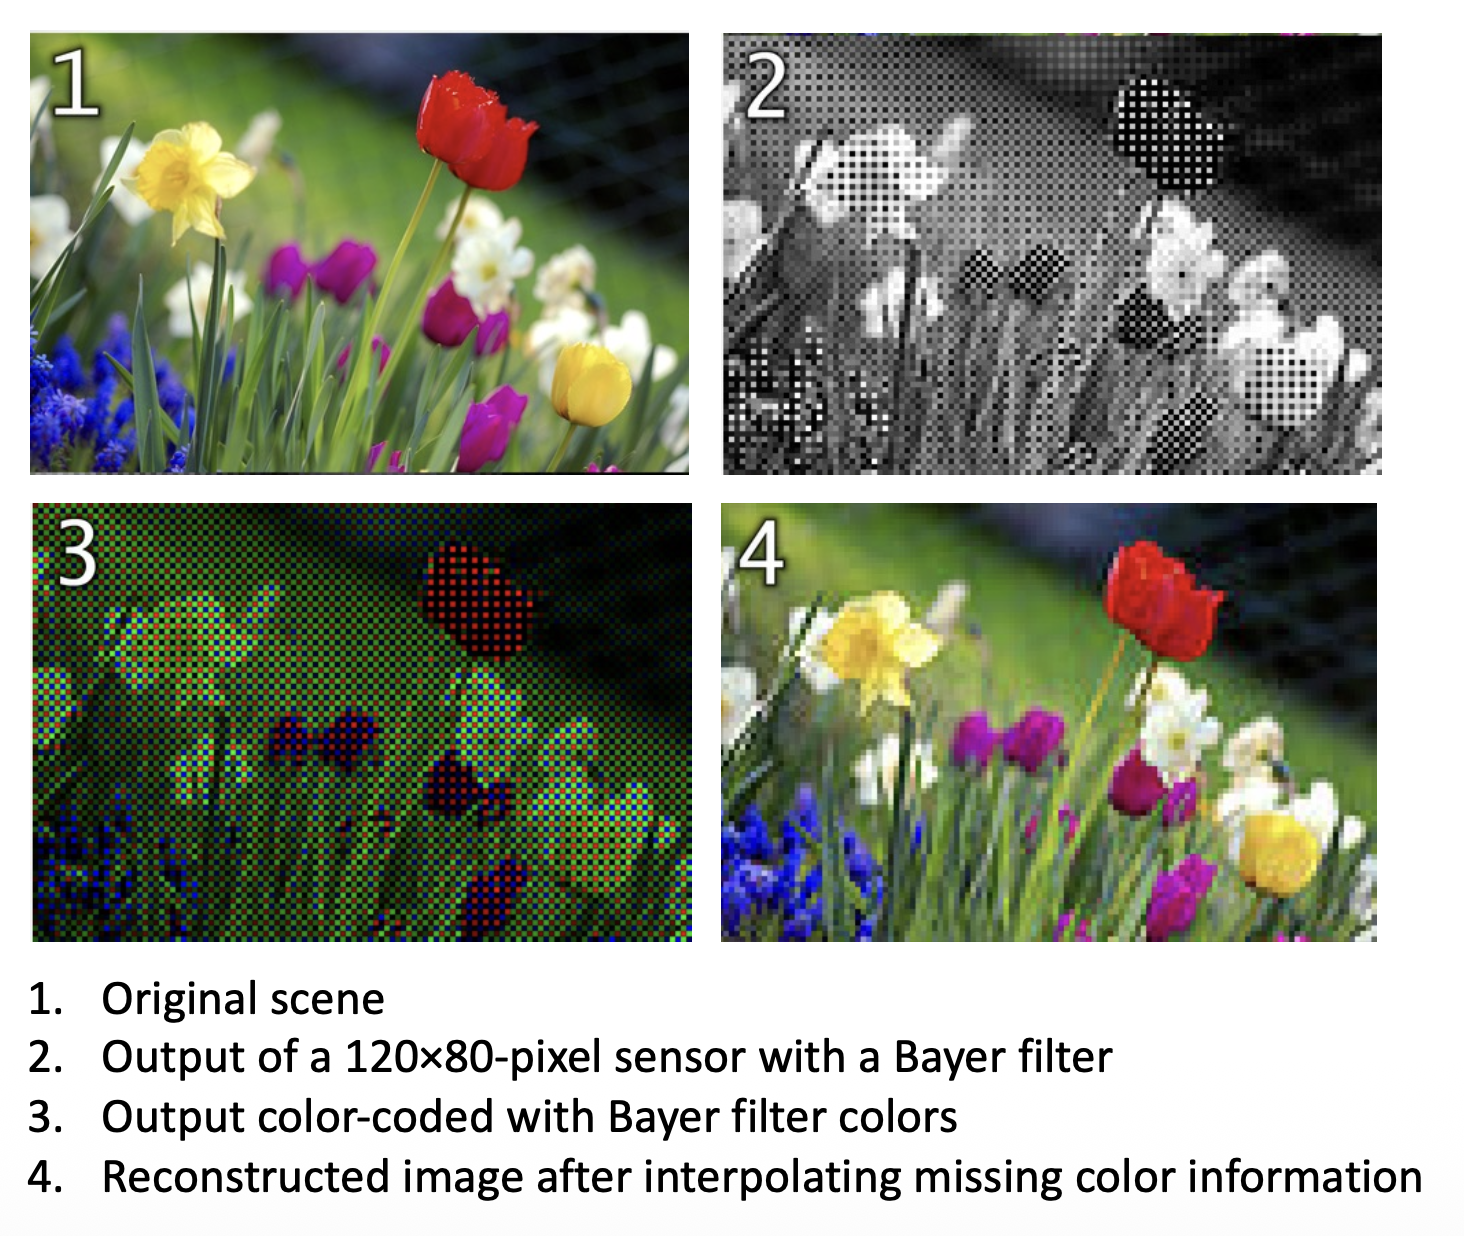 1
2
3
4
1. Original scene
2. Output of a 120×80-pixel sensor with a Bayer filter
3. Output color-coded with Bayer filter colors
4. Reconstructed image after interpolating missing color information